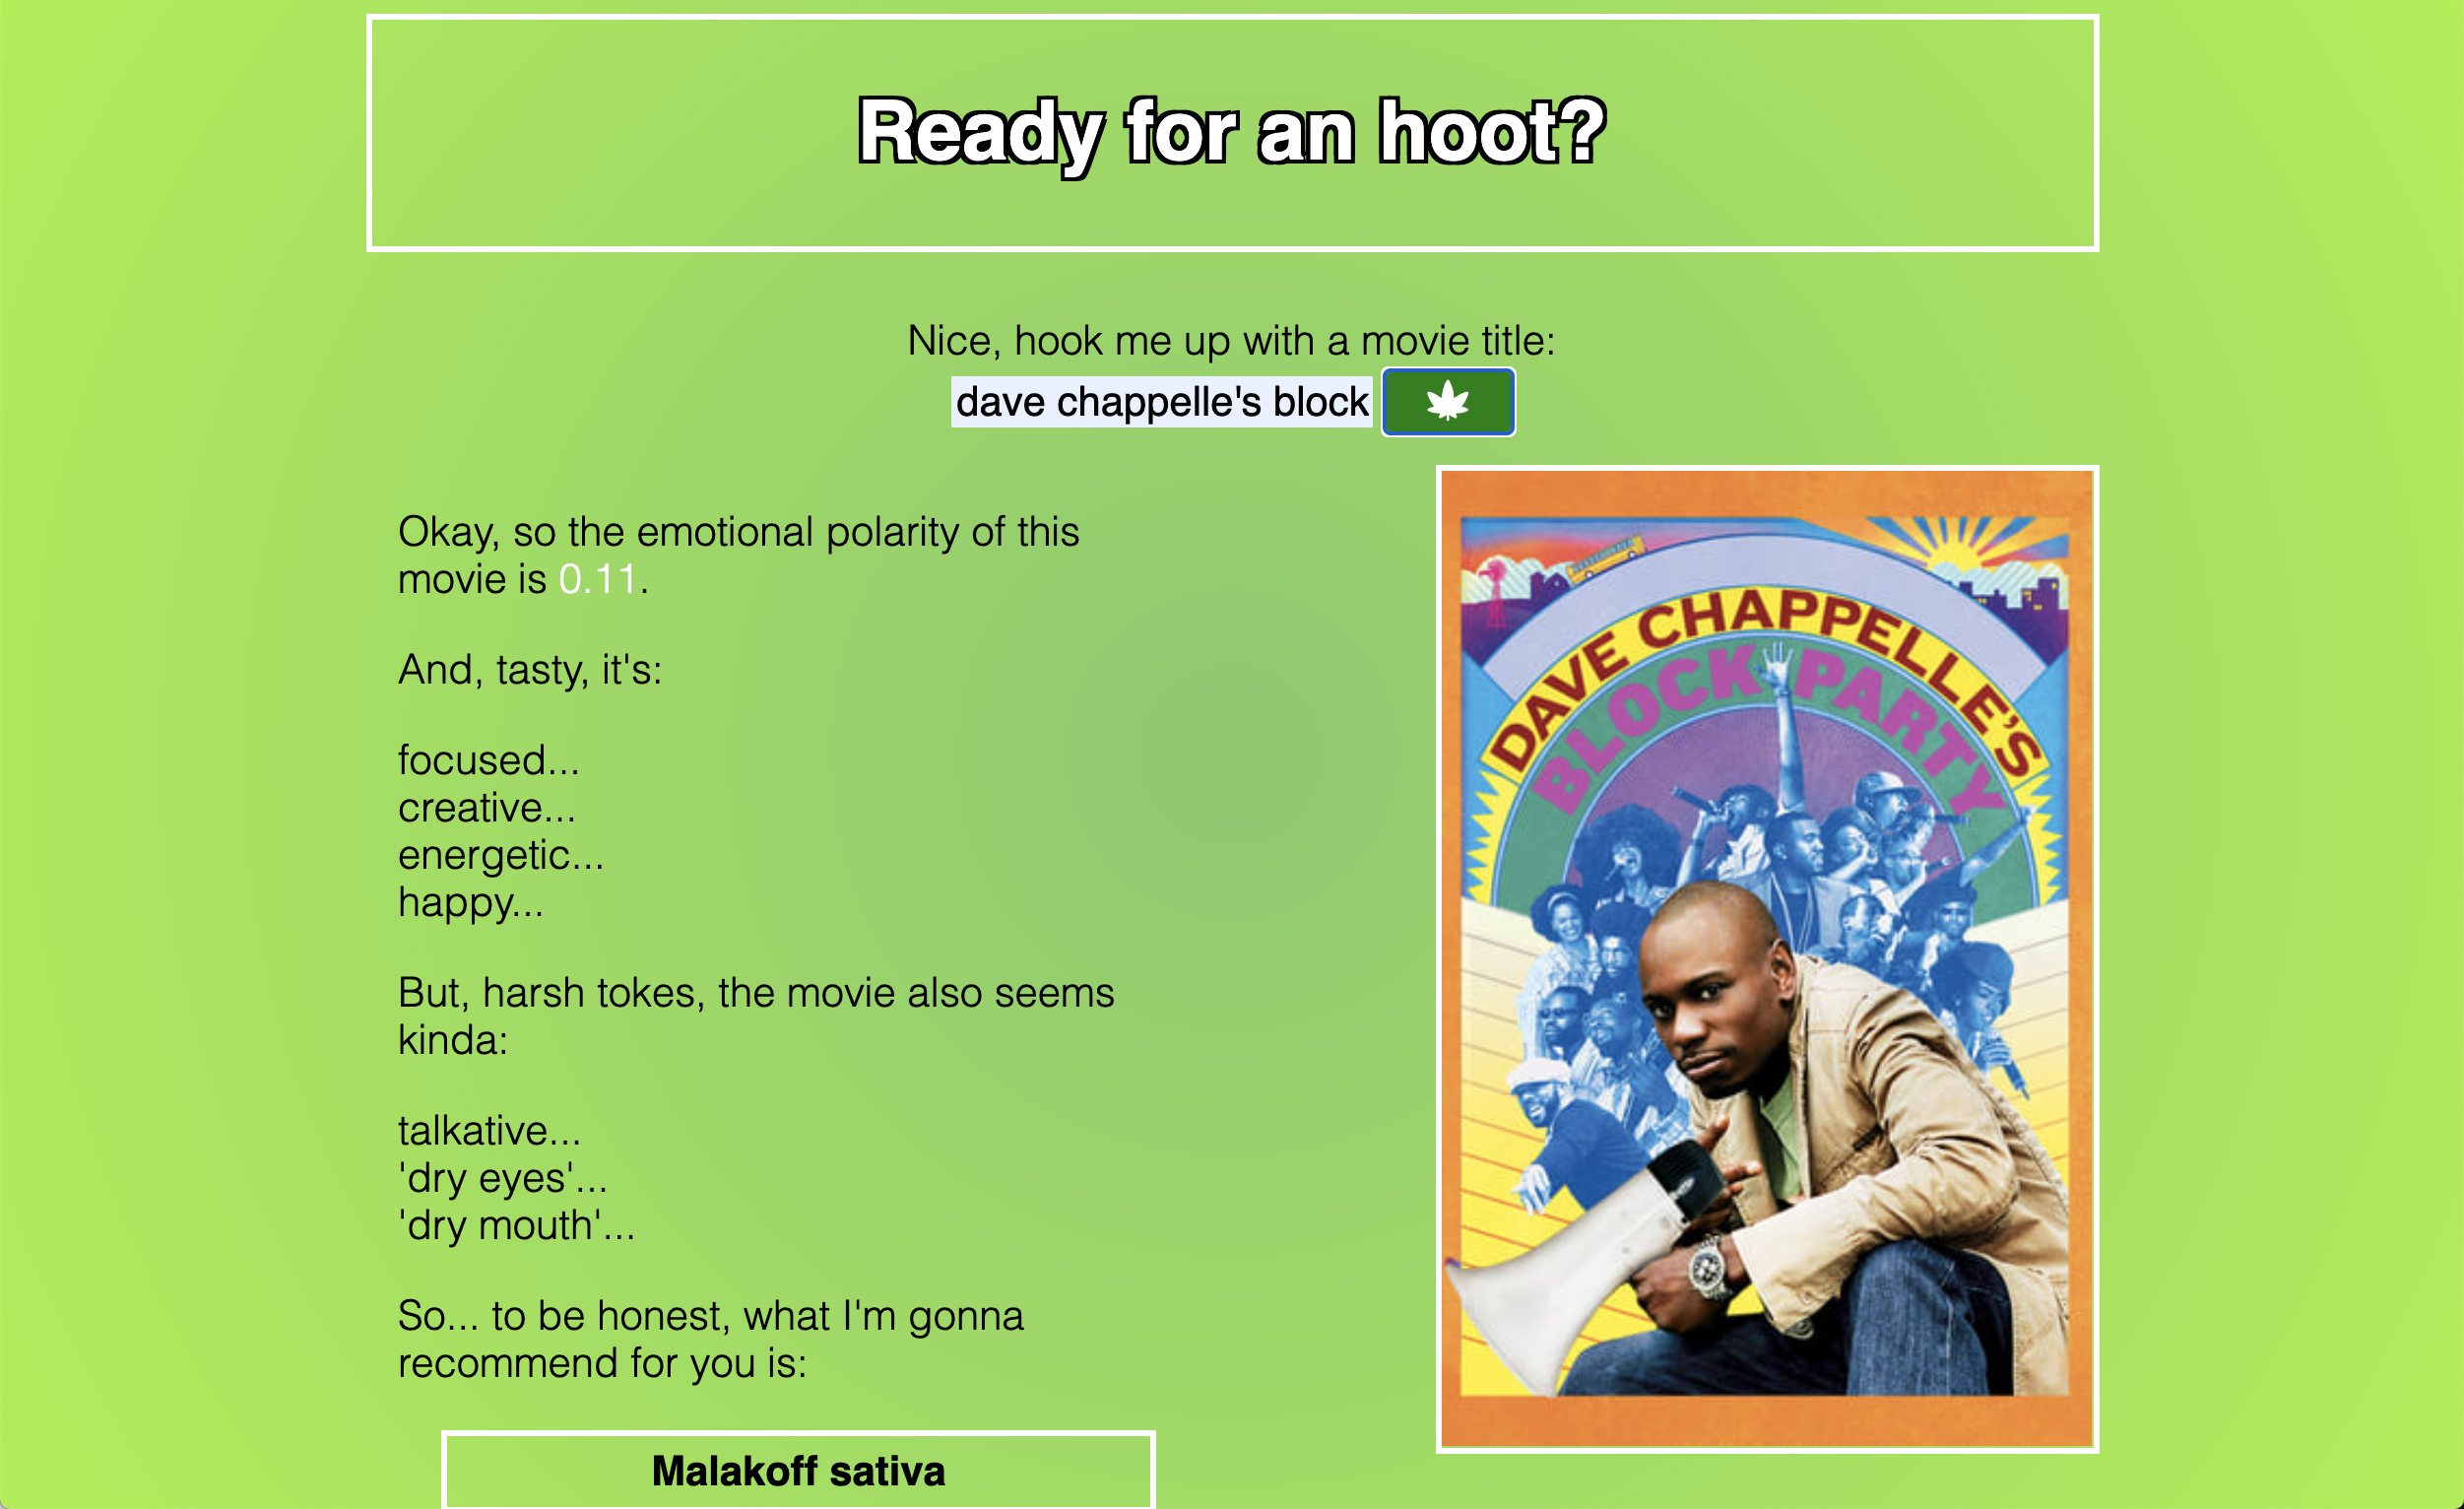 Ready for an hoot?
Nice, hook me up with a movie title:
dave chappelle's block
Okay, so the emotional polarity of this
movie is 0.11.
And, tasty, it's:
focused...
creative...
energetic...
happy...
But, harsh tokes, the movie also seems
kinda:
talkative...
'dry eyes'...
'dry mouth'...
So... to be honest, what I'm gonna
recommend for you is:
Malakoff sativa
DAVE CHAPPELLE'S
BLOCK PARTY